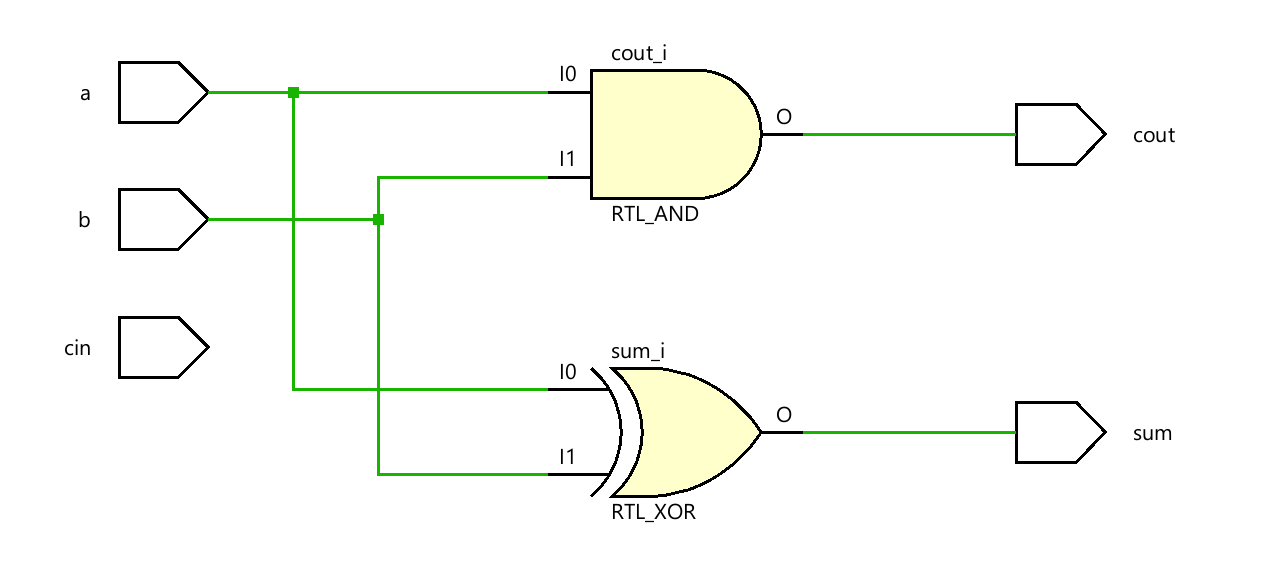 cout_i
a
I0
O
cout
I1
b
RTL_AND
cin
sum_i
I0
O
sum
I1
RTL_XOR